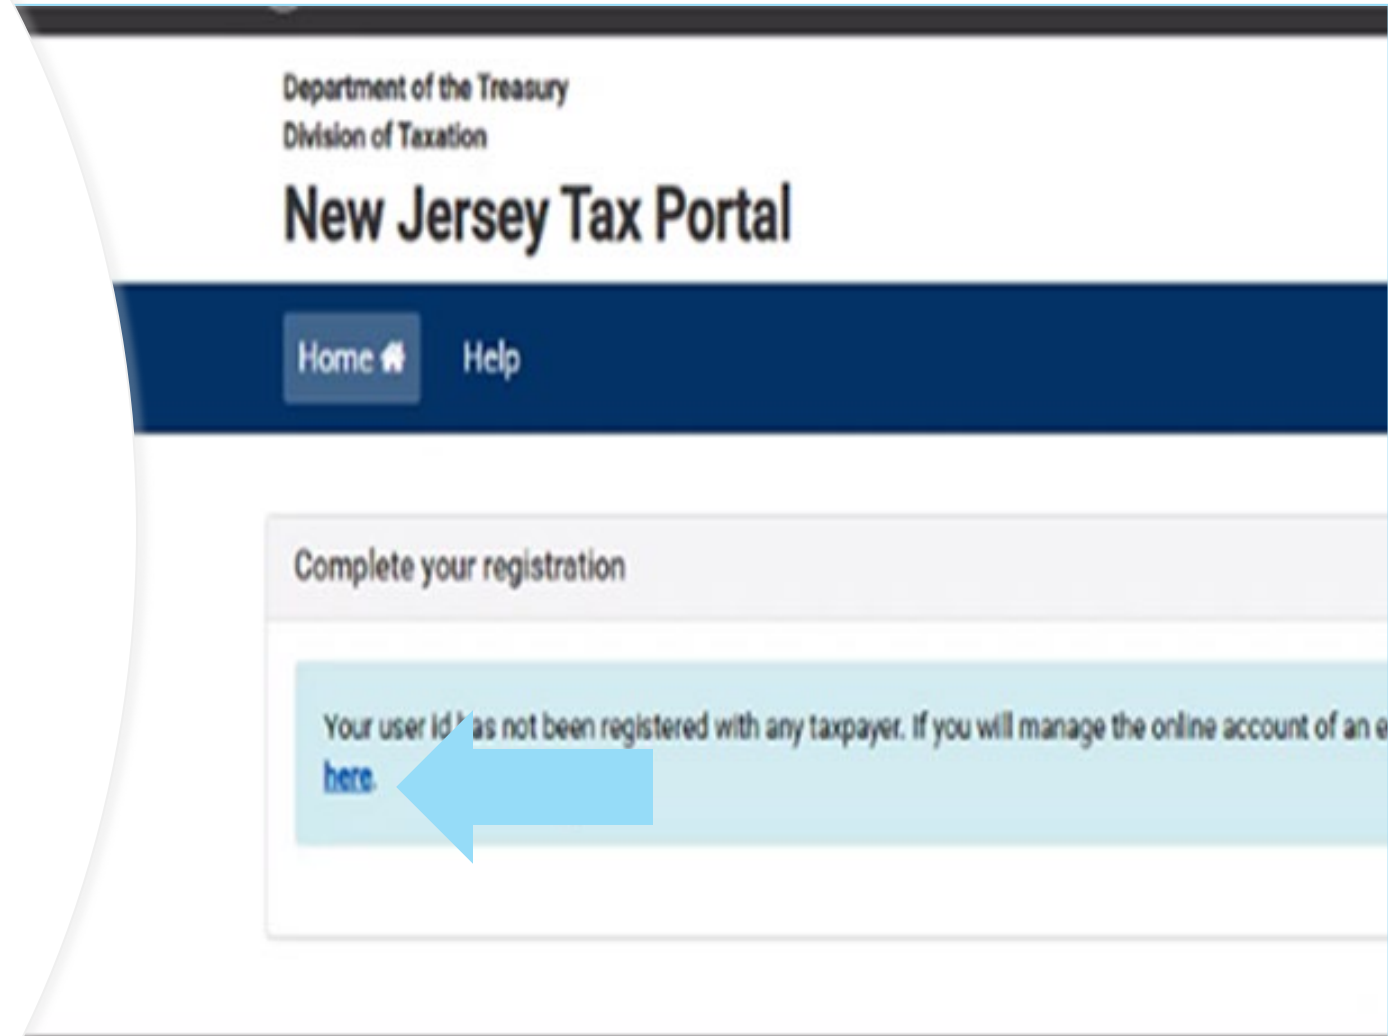 Department of the Treasury
Division of Taxation
New Jersey Tax Portal
Home Help
Complete your registration
Your user id has not been registered with any taxpayer. If you will manage the online account of an e
here.